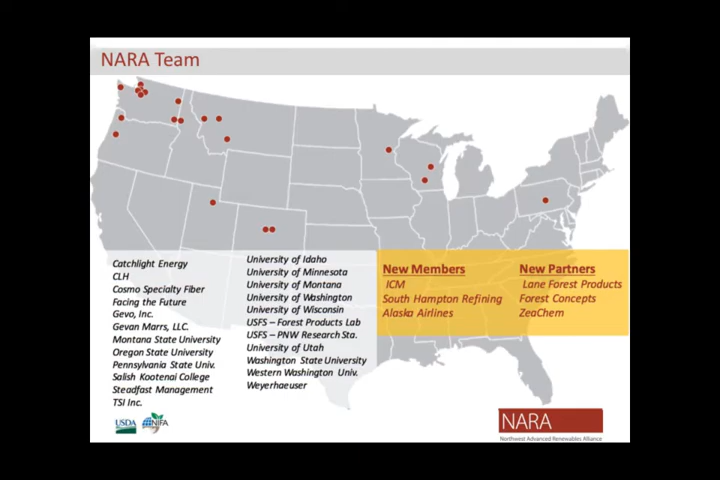 NARA Team
Catchlight Energy
CLH
Cosmo Specialty Fiber
Facing the Future
Gevo, Inc.
Gevan Marrs, LLC.
Montana State University
Oregon State University
Pennsylvania State Univ.
Salish Kootenai College
Steadfast Management
TSI Inc.
University of Idaho
University of Minnesota
University of Montana
University of Washington
University of Wisconsin
USFS – Forest Products Lab
USFS – PNW Research Sta.
University of Utah
Washington State University
Western Washington Univ.
Weyerhaeuser
New Members
ICM
South Hampton Refining
Alaska Airlines
New Partners
Lane Forest Products
Forest Concepts
ZeaChem
USDA
NIFA
NARA
Northwest Advanced Renewables Alliance